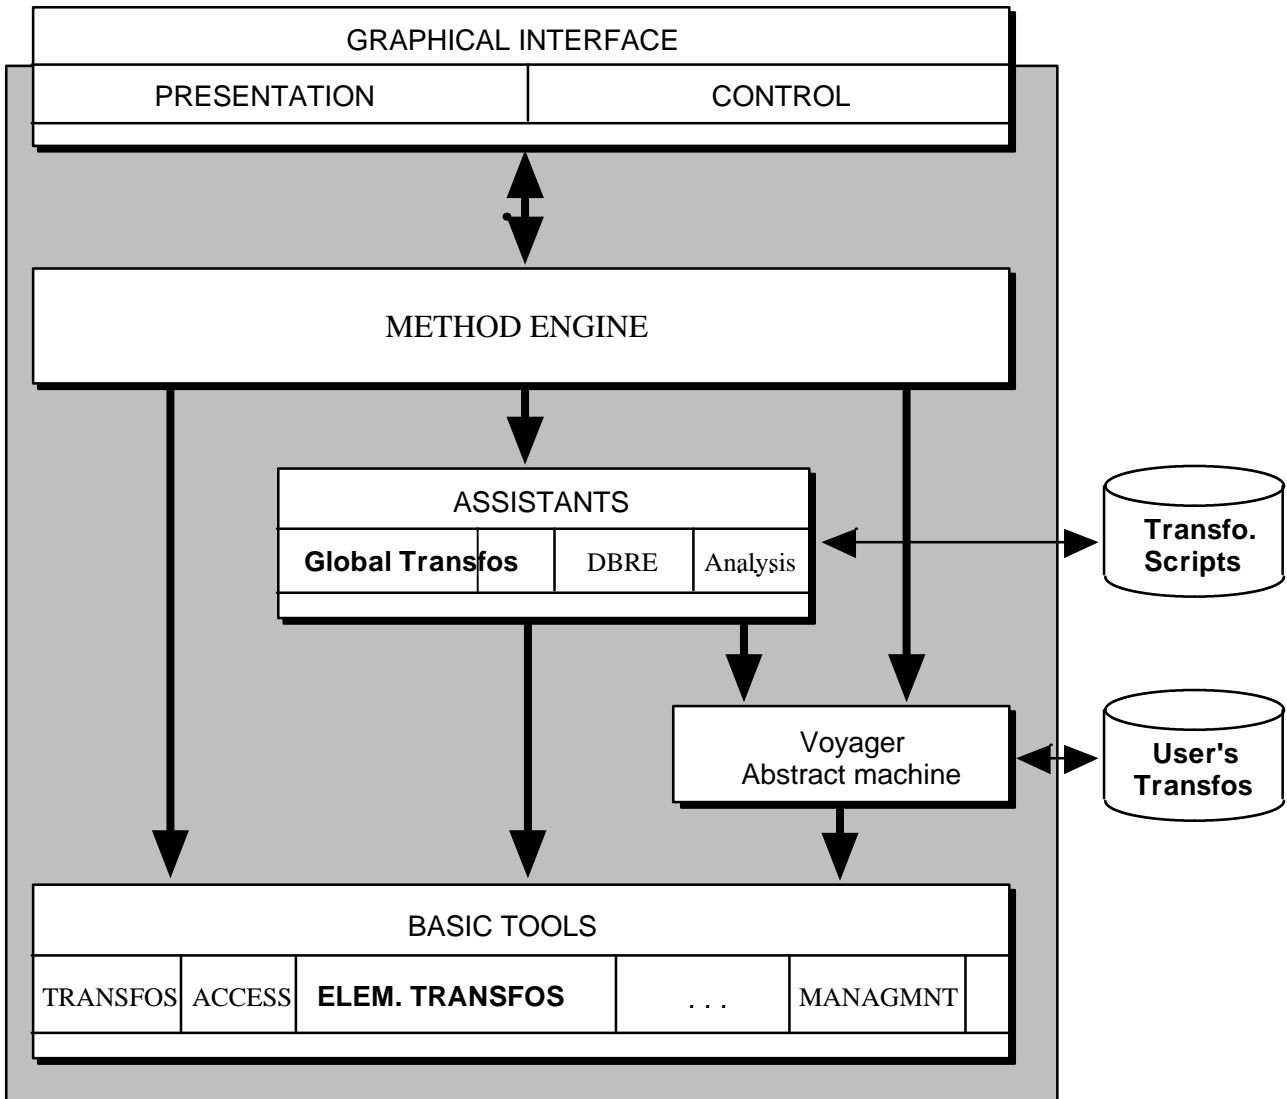 GRAPHICAL INTERFACE
PRESENTATION CONTROL
METHOD ENGINE
ASSISTANTS
Global Transfos DBRE Analysis
Transfo.
Scripts
Voyager
Abstract machine
User's
Transfos
BASIC TOOLS
TRANSFOS ACCESS ELEM. TRANSFOS . . . MANAGMNT